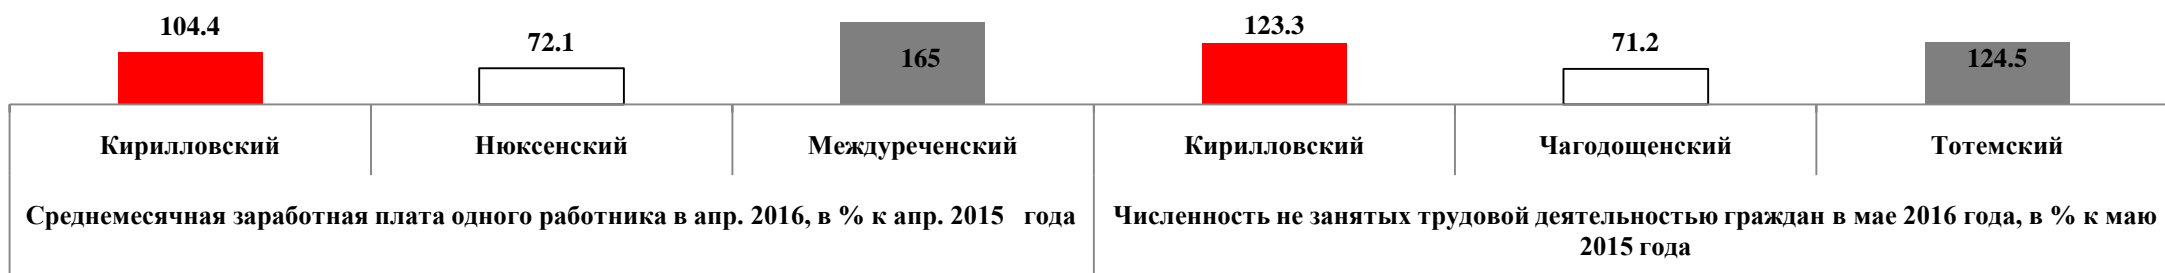 104.4
72.1
165
123.3
71.2
124.5
Кирилловский
Нюксенский
Междуреченский
Кирилловский
Чагодощенский
Тотемский
Среднемесячная заработная плата одного работника в апр. 2016, в % к апр. 2015 года
Численность не занятых трудовой деятельностью граждан в мае 2016 года, в % к маю
2015 года